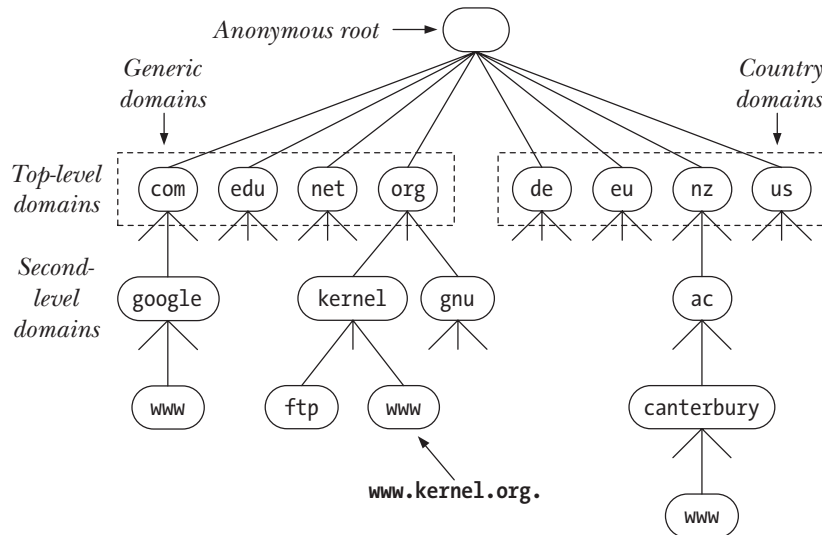 Anonymous root
Generic
domains
Country
domains
Top-level
domains
com edu net org de eu nz us
Second-
level
domains
google kernel gnu ac
www ftp www canterbury
www.kernel.org.
www